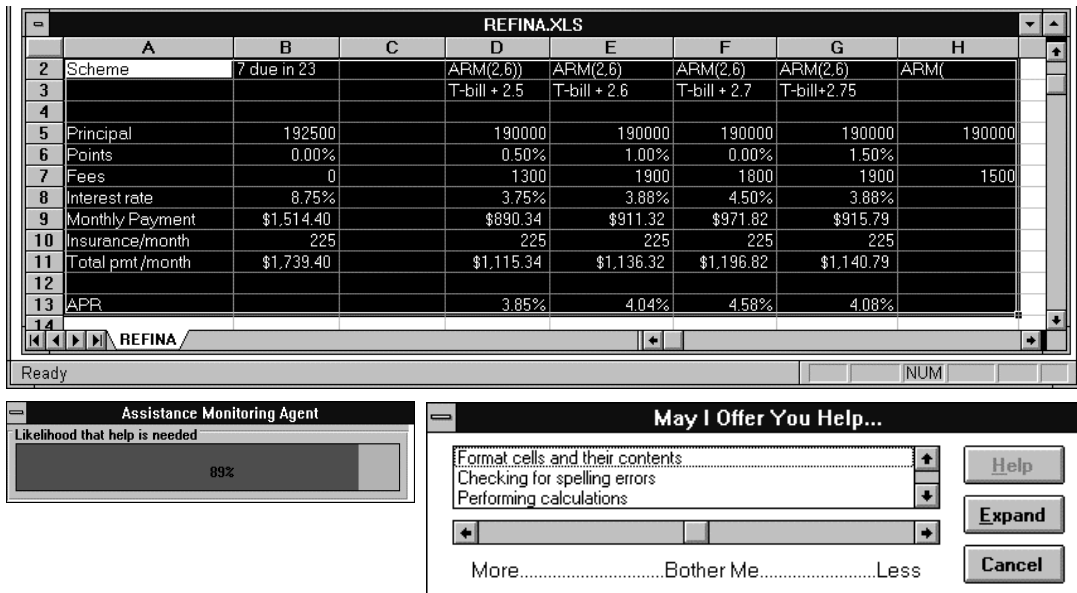 REFINA.XLS
A B C D E F G H
2 Scheme 7 due in 23 ARM(2,6)) ARM(2,6) ARM(2,6) ARM(2,6) ARM(
3 T-bill + 2.5 T-bill + 2.6 T-bill + 2.7 T-bill+2.75
4
5 Principal 192500 190000 190000 190000 190000 190000
6 Points 0.00% 0.50% 1.00% 0.00% 1.50%
7 Fees 0 1300 1900 1800 1900 1500
8 Interest rate 8.75% 3.75% 3.88% 4.50% 3.88%
9 Monthly Payment $1,514.40 $890.34 $911.32 $971.82 $915.79
10 Insurance/month 225 225 225 225 225
11 Total pmt/month $1,739.40 $1,115.34 $1,136.32 $1,196.82 $1,140.79
12
13 APR 3.85% 4.04% 4.58% 4.08%
14
REFINA
Ready NUM
Assistance Monitoring Agent
Likelihood that help is needed
89%
May I Offer You Help...
Format cells and their contents
Checking for spelling errors
Performing calculations
Help
Expand
Cancel
More.............................Bother Me........................Less